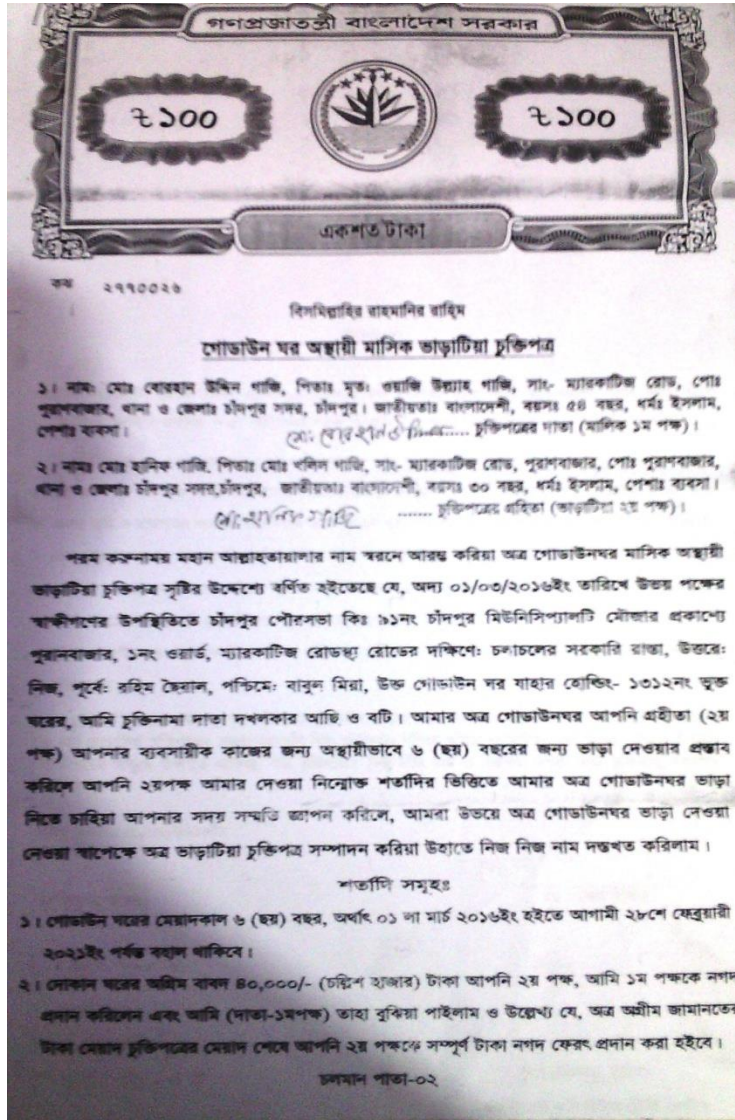 গণপ্রজাতন্ত্রী বাংলাদেশ সরকার
৳১০০ ৳১০০
একশত টাকা
কম ২৭৭০০২৬
বিসমিল্লাহির রাহমানির রাহিম
গোডাউন ঘর অস্থায়ী মাসিক ভাড়াটিয়া চুক্তিপত্র
১। নামঃ মোঃ বোরহান উদ্দিন গাজি, পিতাঃ মৃতঃ ওয়াজি উল্যাহ গাজি, সাং- ম্যারকাটিজ রোড, পোঃ
পুরাণবাজার, থানা ও জেলাঃ চাঁদপুর সদর, চাঁদপুর। জাতীয়তাঃ বাংলাদেশী, বয়সঃ ৫৪ বছর, ধর্মঃ ইসলাম,
পেশাঃ ব্যবসা।
মোঃ বোরহান উদ্দিন..... চুক্তিপত্রের দাতা (মালিক ১ম পক্ষ)।
২। নামঃ মোঃ হানিফ গাজি, পিতাঃ মোঃ খলিল গাজি, সাং- ম্যারকাটিজ রোড, পুরাণবাজার, পোঃ পুরাণবাজার,
থানা ও জেলাঃ চাঁদপুর সদর,চাঁদপুর, জাতীয়তাঃ বাংলাদেশী, বয়সঃ ৩০ বছর, ধর্মঃ ইসলাম, পেশাঃ ব্যবসা।
মোঃ হানিফ গাজি ....... চুক্তিপত্রের গ্রহিতা (ভাড়াটিয়া ২য় পক্ষ)।
পরম করুনাময় মহান আল্লাহতায়ালার নাম স্বরনে আরম্ভ করিয়া অত্র গোডাউনঘর মাসিক অস্থায়ী
ভাড়াটিয়া চুক্তিপত্র সৃষ্টির উদ্দেশ্যে বর্ণিত হইতেছে যে, অদ্য ০১/০৩/২০১৬ইং তারিখে উভয় পক্ষের
স্বাক্ষীগণের উপস্থিতিতে চাঁদপুর পৌরসভা কিঃ ৯১নং চাঁদপুর মিউনিসিপ্যালটি মৌজার প্রকাশ্যে
পুরানবাজার, ১নং ওয়ার্ড, ম্যারকাটিজ রোডস্থা রোডের দক্ষিণেঃ চলাচলের সরকারি রাস্তা, উত্তরেঃ
নিজ, পূর্বেঃ রহিম ছৈয়াল, পশ্চিমেঃ বাবুল মিয়া, উক্ত গোডাউন ঘর যাহার হোল্ডিং- ১৩১২নং ভুক্ত
ঘরের, আমি চুক্তিনামা দাতা দখলকার আছি ও বটি। আমার অত্র গোডাউনঘর আপনি গ্রহীতা (২য়
পক্ষ) আপনার ব্যবসায়ীক কাজের জন্য অস্থায়ীভাবে ৬ (ছয়) বছরের জন্য ভাড়া দেওয়ার প্রস্তাব
করিলে আপনি ২য়পক্ষ আমার দেওয়া নিন্মোক্ত শর্তাদির ভিত্তিতে আমার অত্র গোডাউনঘর ভাড়া
নিতে চাহিয়া আপনার সদয় সম্মতি জ্ঞাপন করিলে, আমরা উভয়ে অত্র গোডাউনঘর ভাড়া দেওয়া
নেওয়া স্বাপেক্ষে অত্র ভাড়াটিয়া চুক্তিপত্র সম্পাদন করিয়া উহাতে নিজ নিজ নাম দস্তখত করিলাম।
শর্তাদি সমূহঃ
১। গোডাউন ঘরের মেয়াদকাল ৬ (ছয়) বছর, অর্থাৎ ০১ লা মার্চ ২০১৬ইং হইতে আগামী ২৮শে ফেব্রুয়ারী
২০২১ইং পর্যন্ত বহাল থাকিবে।
২। দোকান ঘরের অগ্রিম বাবদ ৪০,০০০/- (চল্লিশ হাজার) টাকা আপনি ২য় পক্ষ, আমি ১ম পক্ষকে নগদ
প্রদান করিলেন এবং আমি (দাতা-১মপক্ষ) তাহা বুঝিয়া পাইলাম ও উল্লেখ্য যে, অত্র অগ্রীম জামানতের
টাকা মেয়াদ চুক্তিপত্রের মেয়াদ শেষে আপনি ২য় পক্ষকে সম্পূর্ণ টাকা নগদ ফেরৎ প্রদান করা হইবে।
চলমান পাতা-০২